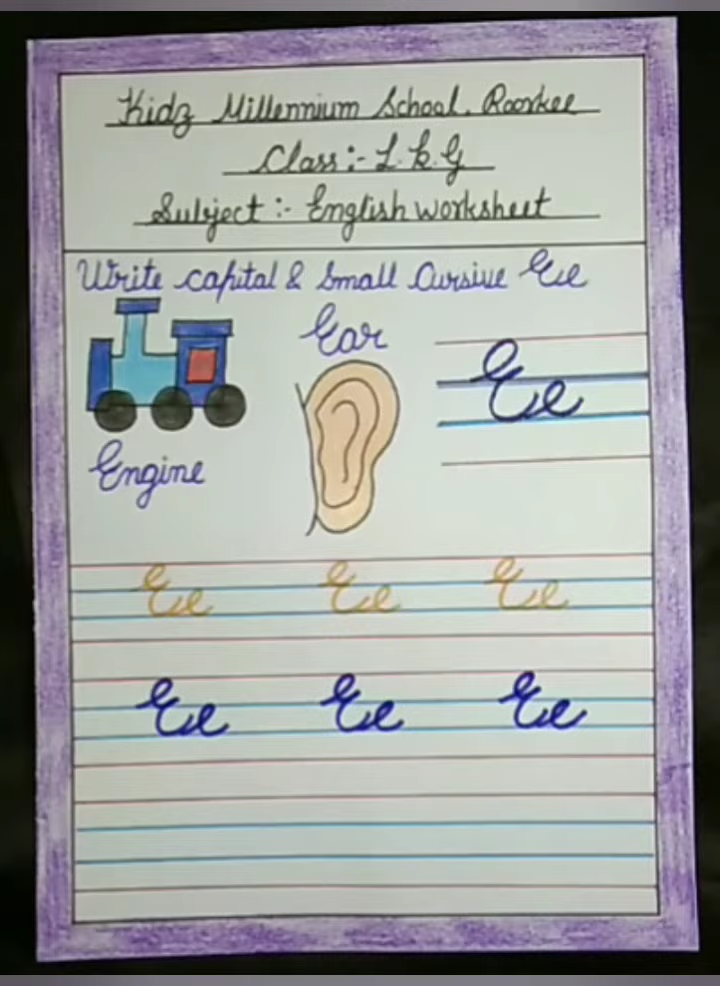 Kidz Millennium School, Roorkee
Class:- L.K.G
Subject :- English worksheet
Write capital & Small Cursive Ee
Ear
Ee
Engine
Ee Ee Ee
Ee Ee Ee